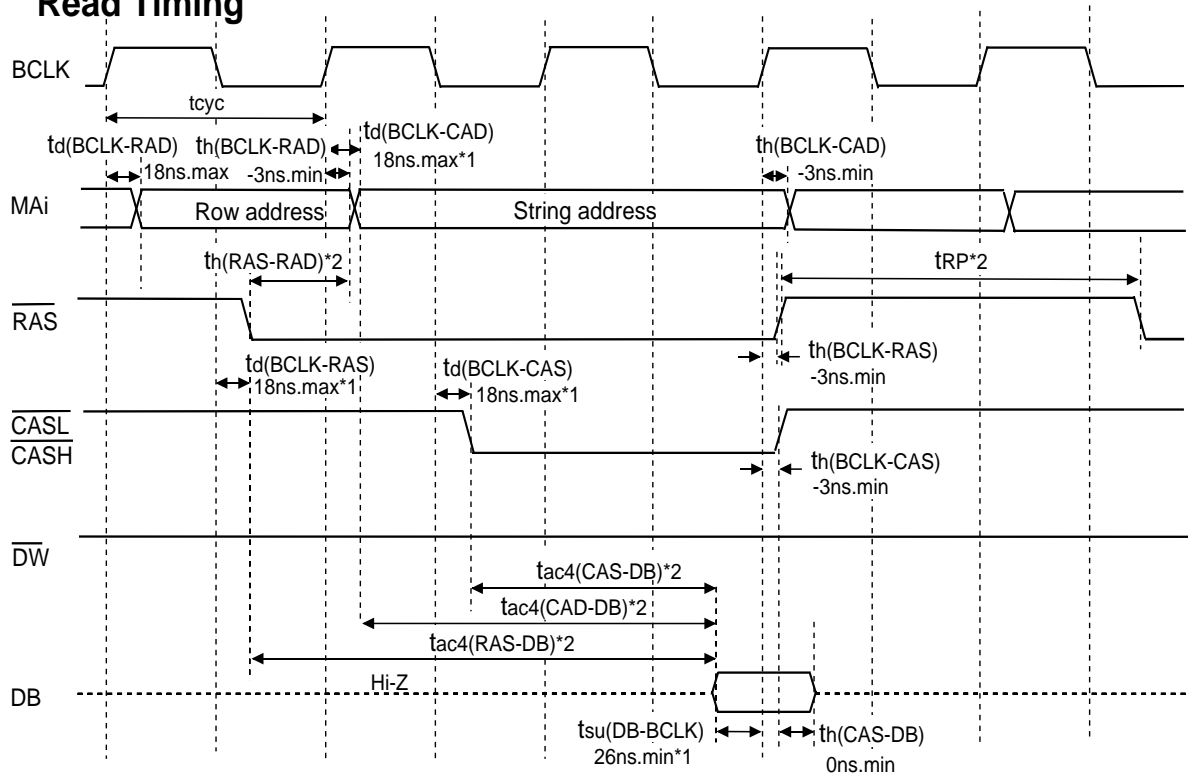 Read Timing
BCLK
tcyc
td(BCLK-RAD)
18ns.max
th(BCLK-RAD)
-3ns.min
td(BCLK-CAD)
18ns.max*1
th(BCLK-CAD)
-3ns.min
MAi
Row address
String address
th(RAS-RAD)*2
tRP*2
RAS
td(BCLK-RAS)
18ns.max*1
td(BCLK-CAS)
18ns.max*1
th(BCLK-RAS)
-3ns.min
CASL
CASH
th(BCLK-CAS)
-3ns.min
DW
tac4(CAS-DB)*2
tac4(CAD-DB)*2
tac4(RAS-DB)*2
DB
Hi-Z
tsu(DB-BCLK)
26ns.min*1
th(CAS-DB)
0ns.min